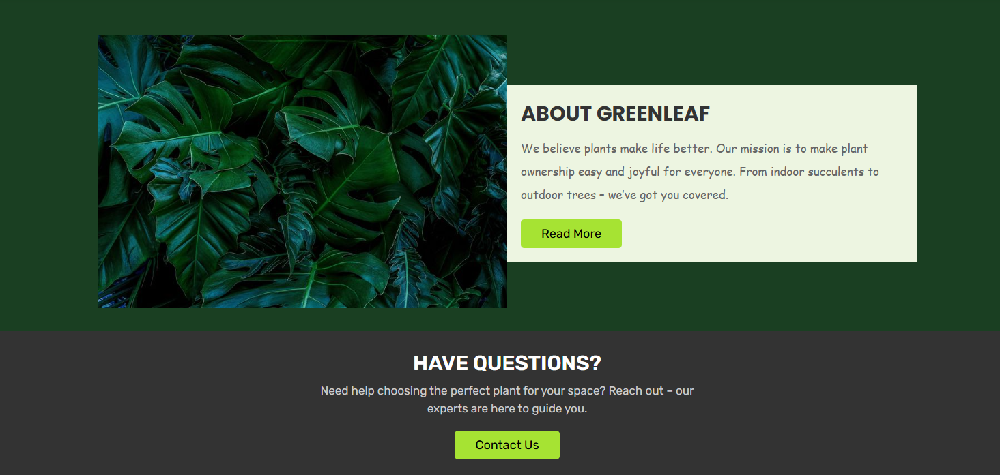 ABOUT GREENLEAF
We believe plants make life better. Our mission is to make plant
ownership easy and joyful for everyone. From indoor succulents to
outdoor trees – we’ve got you covered.
Read More
HAVE QUESTIONS?
Need help choosing the perfect plant for your space? Reach out – our
experts are here to guide you.
Contact Us